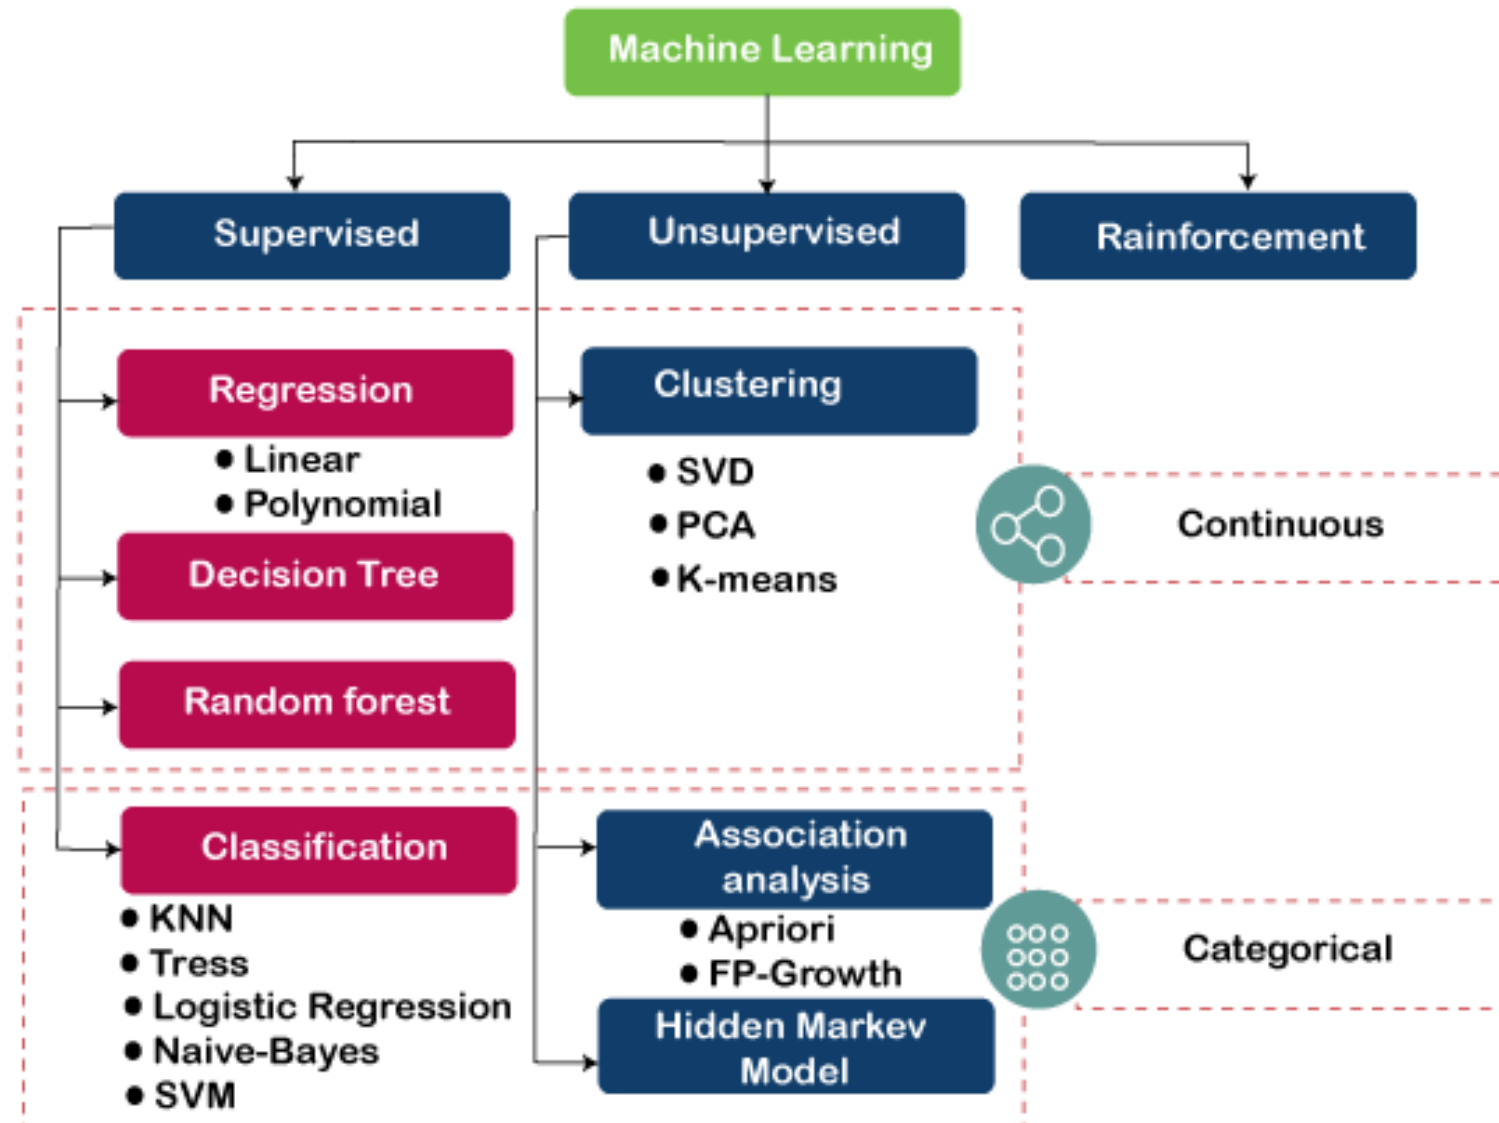 Machine Learning
Supervised
Unsupervised
Rainforcement
Regression
• Linear
• Polynomial
Decision Tree
Random forest
Clustering
• SVD
• PCA
• K-means
Continuous
Classification
• KNN
• Tress
• Logistic Regression
• Naive-Bayes
• SVM
Association
analysis
• Apriori
• FP-Growth
Hidden Markev
Model
Categorical